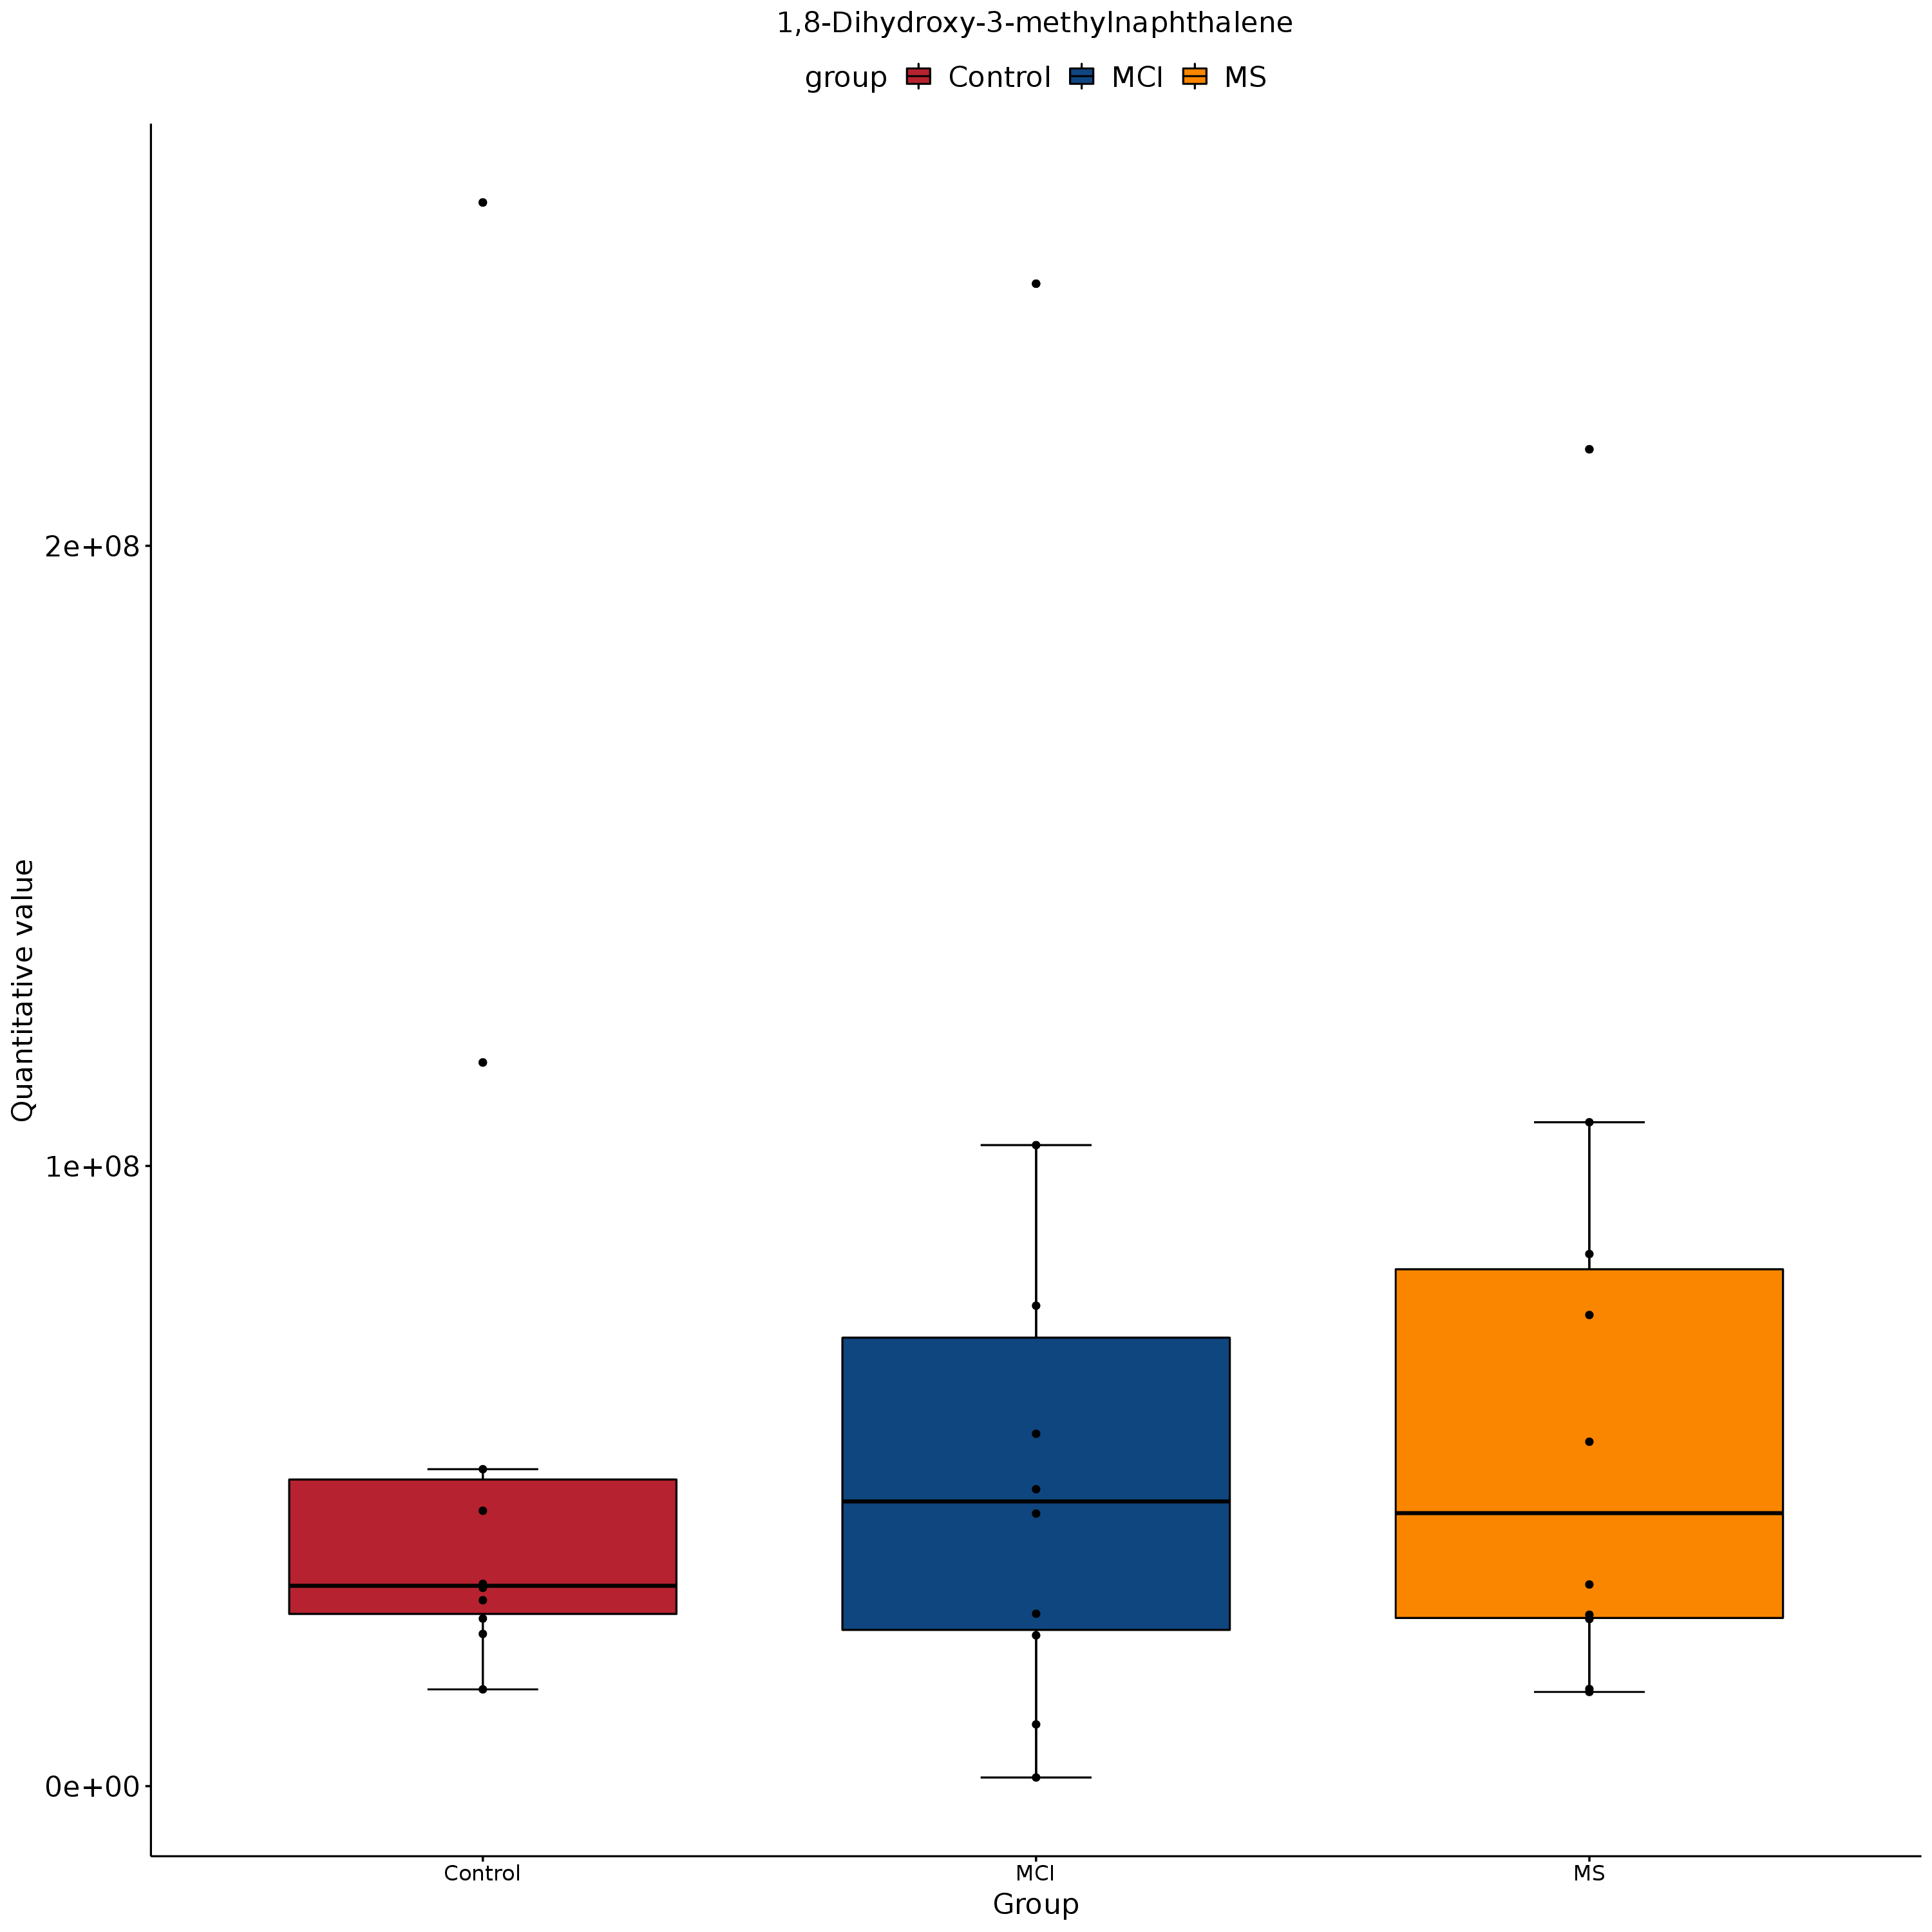 1,8-Dihydroxy-3-methylnaphthalene
group Control MCI MS
Quantitative value
2e+08
1e+08
0e+00
Control MCI MS
Group